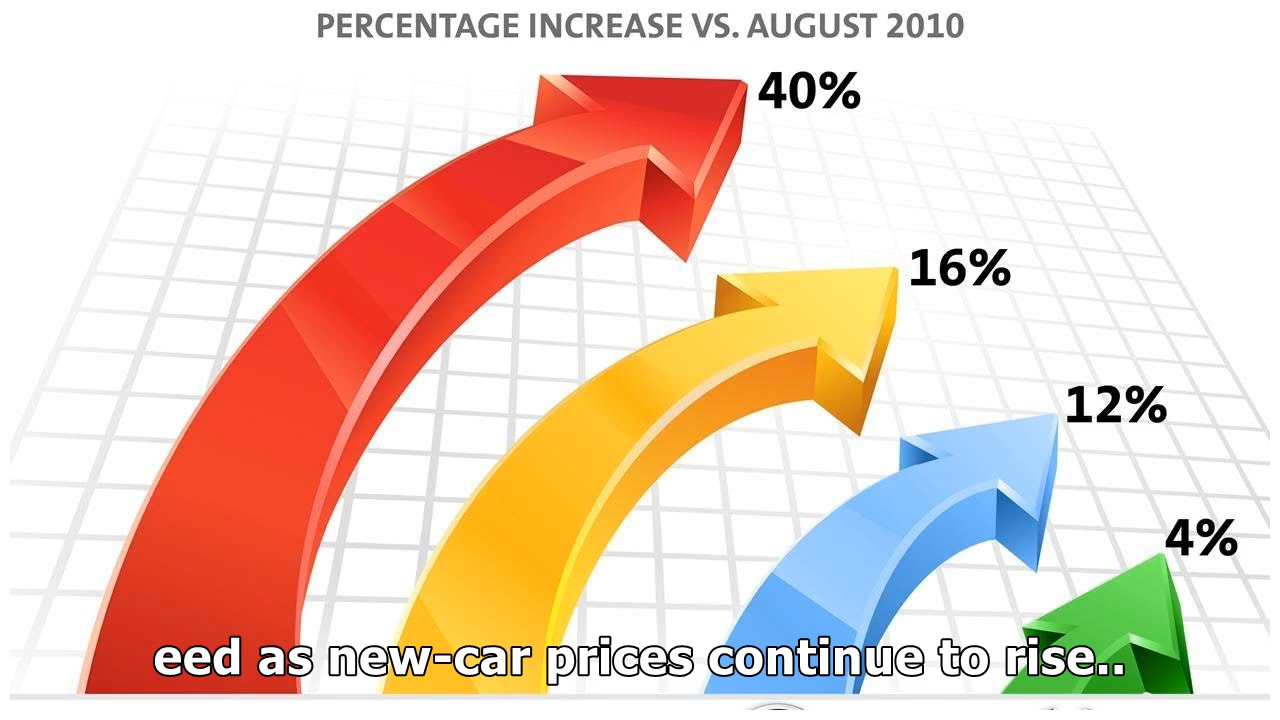 PERCENTAGE INCREASE VS. AUGUST 2010
40%
16%
12%
4%
eed as new-car prices continue to rise..